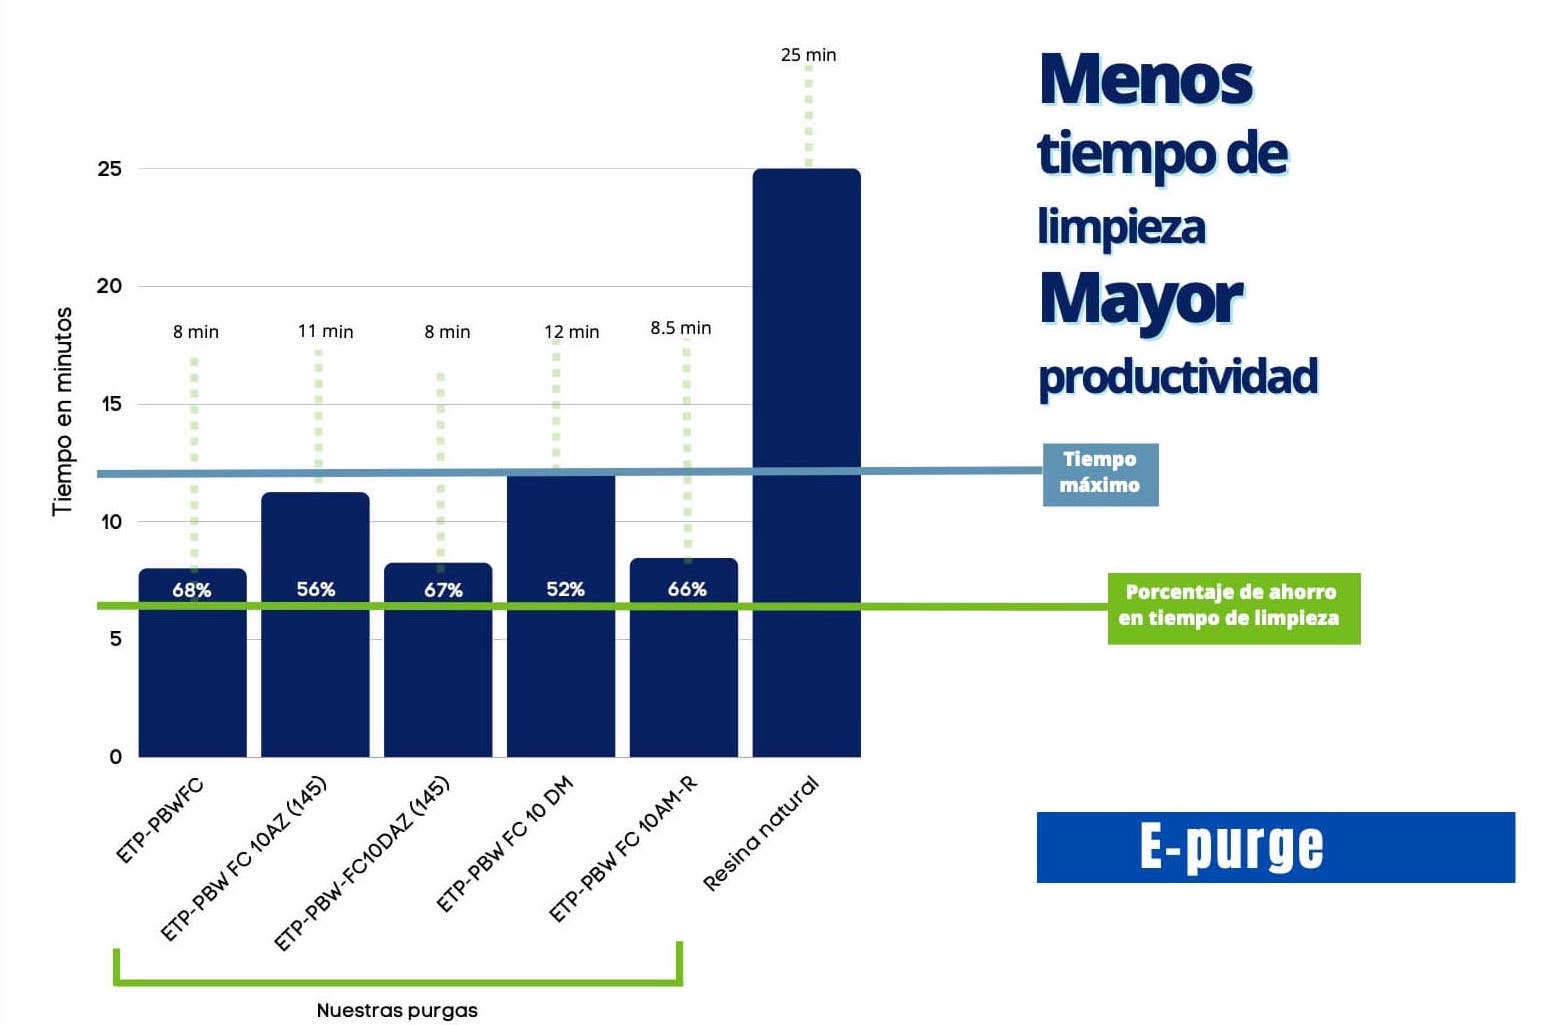 Menos
tiempo de
limpieza
Mayor
productividad
25 min
25
20
15
10
5
0
Tiempo en minutos
8 min
11 min
8 min
12 min
8.5 min
68%
56%
67%
52%
66%
Tiempo
máximo
Porcentaje de ahorro
en tiempo de limpieza
ETP-PBWFC
ETP-PBW FC 10AZ (145)
ETP-PBW-FC10DAZ (145)
ETP-PBW FC 10 DM
ETP-PBW FC 10AM-R
Resina natural
Nuestras purgas
E-purge